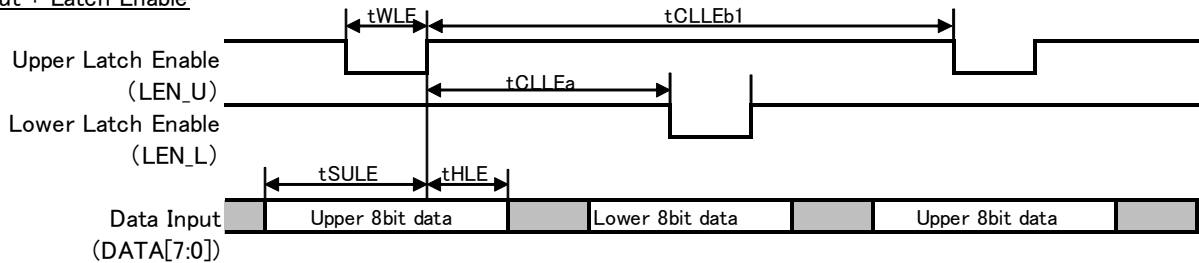 + Latch Enable
tWLE
tCLLEb1
Upper Latch Enable
(LEN_U)
tCLLEa
Lower Latch Enable
(LEN_L)
tSULE
tHLE
Data Input
(DATA[7:0])
Upper 8bit data
Lower 8bit data
Upper 8bit data